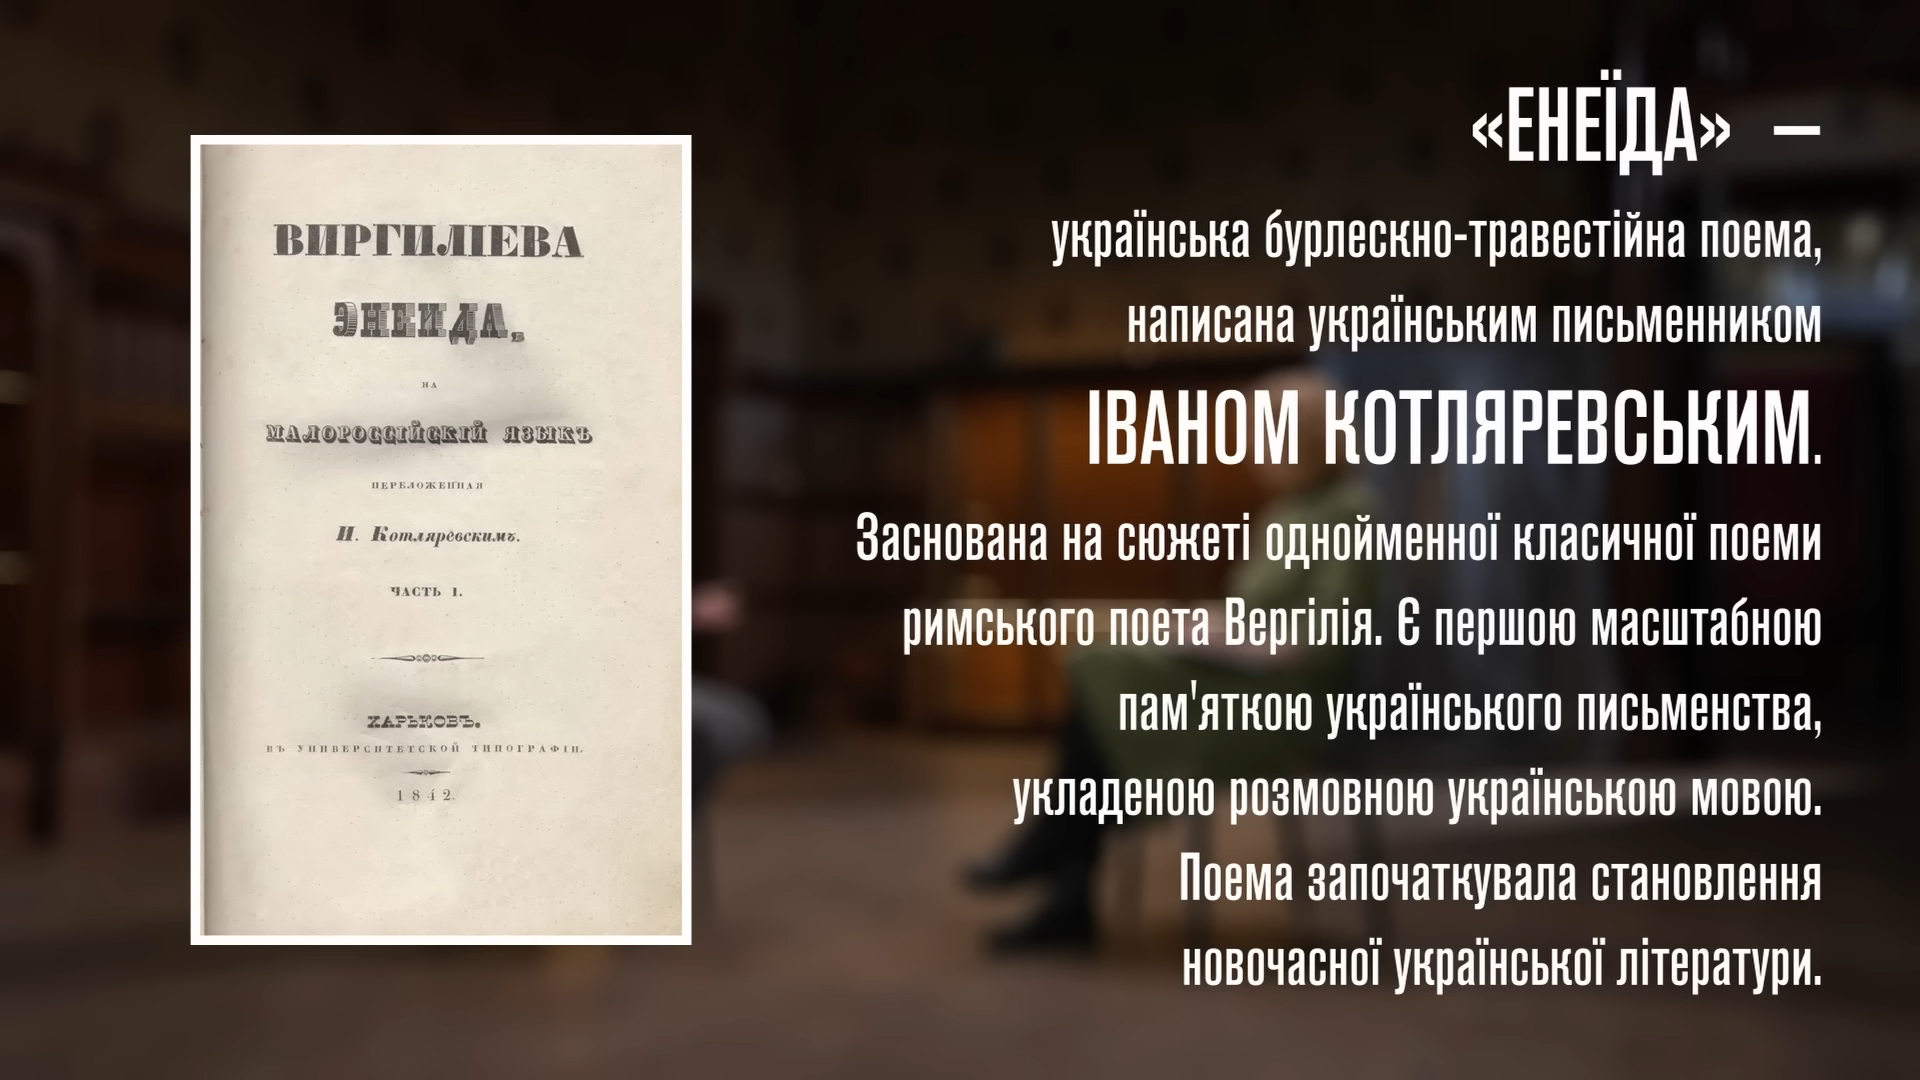 ВИРГИЛІЕВА
ЭНЕИДА,
НА
МАЛОРОССІЙСКІЙ ЯЗЫКЪ
ПЕРЕЛОЖЕННАЯ
И. Котляревскимъ.
ЧАСТЬ I.
ХАРЬКОВЪ.
ВЪ УНИВЕРСИТЕТСКОЙ ТИПОГРАФІИ.
1842.
«ЕНЕЇДА» –
українська бурлескно-травестійна поема,
написана українським письменником
ІВАНОМ КОТЛЯРЕВСЬКИМ.
Заснована на сюжеті однойменної класичної поеми
римського поета Вергілія. Є першою масштабною
пам'яткою українського письменства,
укладеною розмовною українською мовою.
Поема започаткувала становлення
новочасної української літератури.